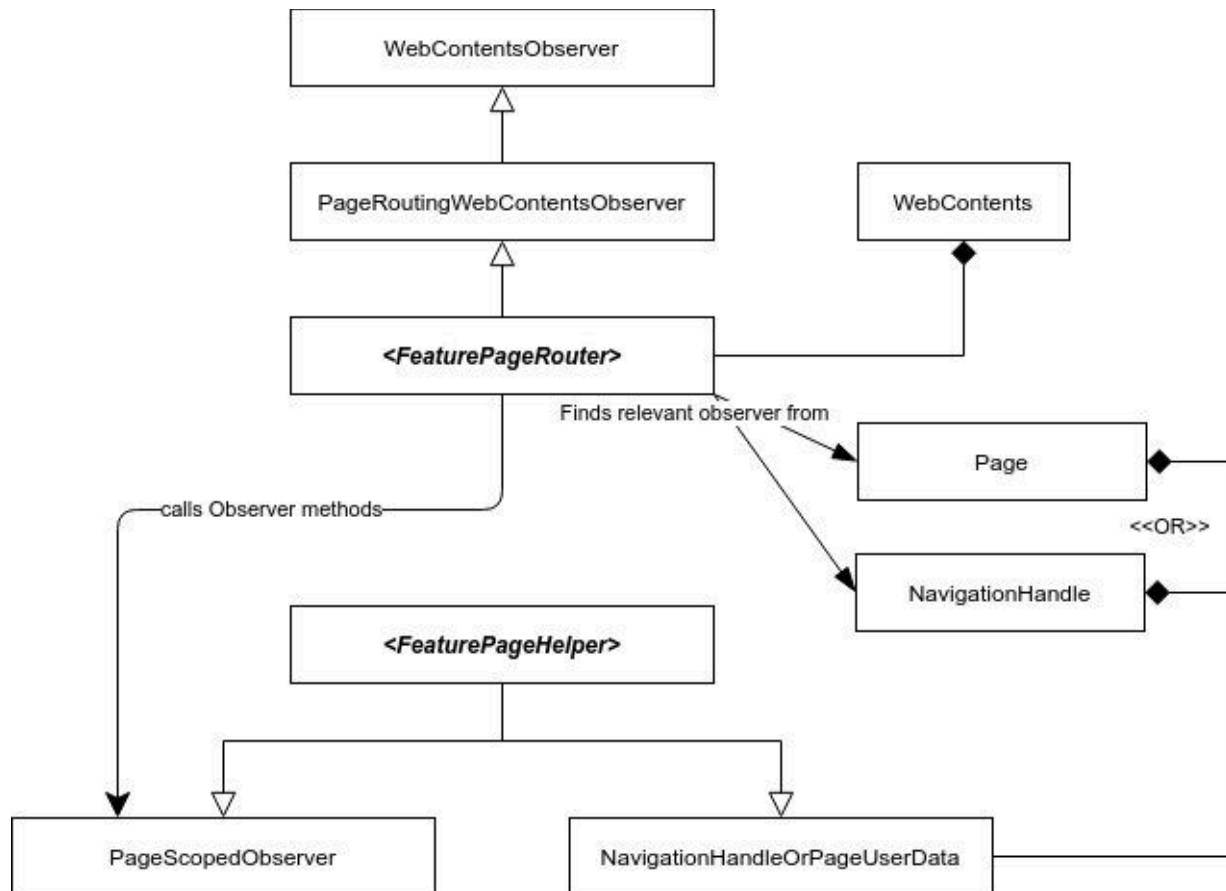 WebContentsObserver
PageRoutingWebContentsObserver
WebContents
<FeaturePageRouter>
Finds relevant observer from
Page
calls Observer methods
<<OR>>
NavigationHandle
<FeaturePageHelper>
PageScopedObserver
NavigationHandleOrPageUserData